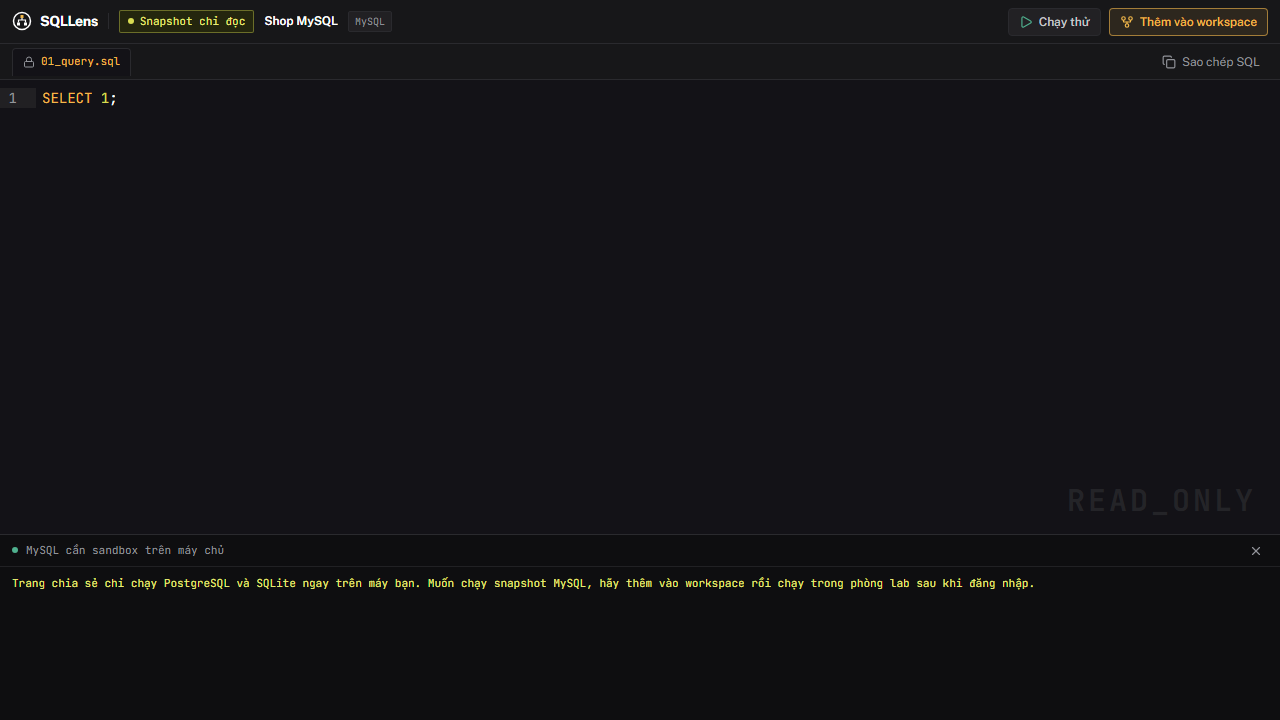 SQLLens Snapshot chỉ đọc Shop MySQL MySQL Chạy thử Thêm vào workspace
01_query.sql Sao chép SQL
1 SELECT 1;
READ_ONLY
MySQL cần sandbox trên máy chủ
Trang chia sẻ chỉ chạy PostgreSQL và SQLite ngay trên máy bạn. Muốn chạy snapshot MySQL, hãy thêm vào workspace rồi chạy trong phòng lab sau khi đăng nhập.